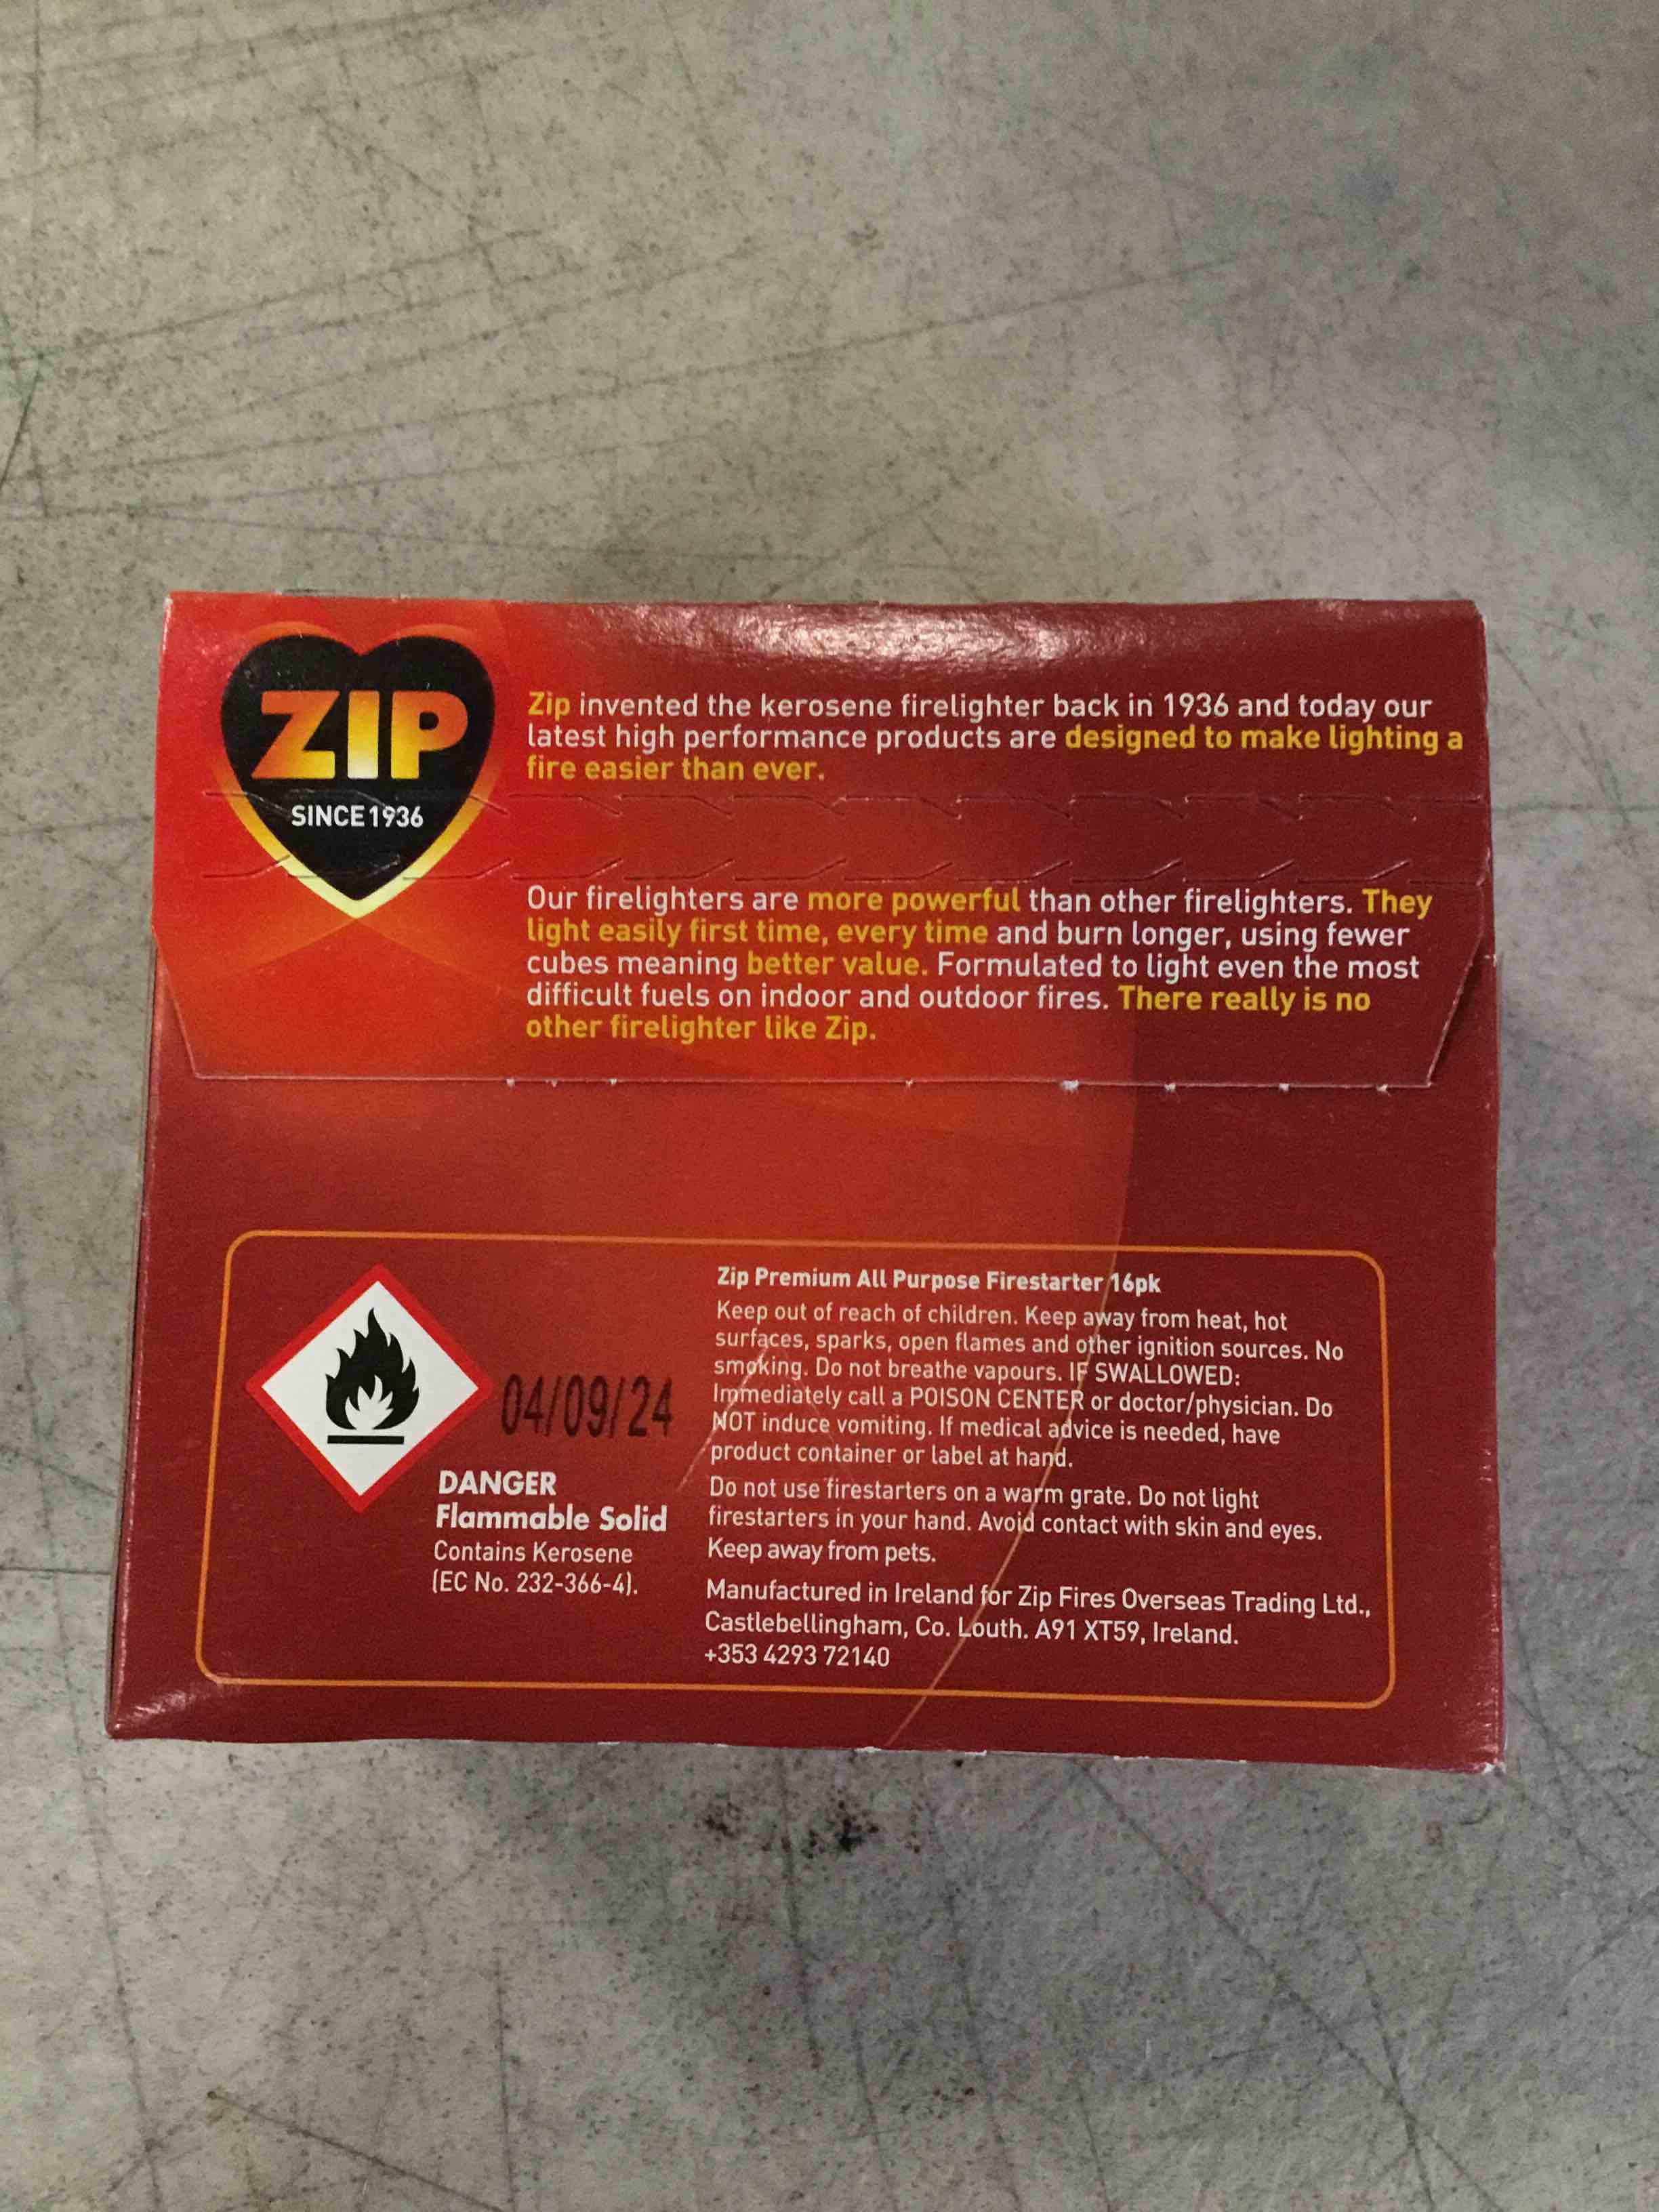 ZIP
SINCE 1936
Zip invented the kerosene firelighter back in 1936 and today our
latest high performance products are designed to make lighting a
fire easier than ever.
Our firelighters are more powerful than other firelighters. They
light easily first time, every time and burn longer, using fewer
cubes meaning better value. Formulated to light even the most
difficult fuels on indoor and outdoor fires. There really is no
other firelighter like Zip.
04/09/24
DANGER
Flammable Solid
Contains Kerosene
(EC No. 232-366-4).
Zip Premium All Purpose Firestarter 16pk
Keep out of reach of children. Keep away from heat, hot
surfaces, sparks, open flames and other ignition sources. No
smoking. Do not breathe vapours. IF SWALLOWED:
Immediately call a POISON CENTER or doctor/physician. Do
NOT induce vomiting. If medical advice is needed, have
product container or label at hand.
Do not use firestarters on a warm grate. Do not light
firestarters in your hand. Avoid contact with skin and eyes.
Keep away from pets.
Manufactured in Ireland for Zip Fires Overseas Trading Ltd.,
Castlebellingham, Co. Louth. A91 XT59, Ireland.
+353 4293 72140